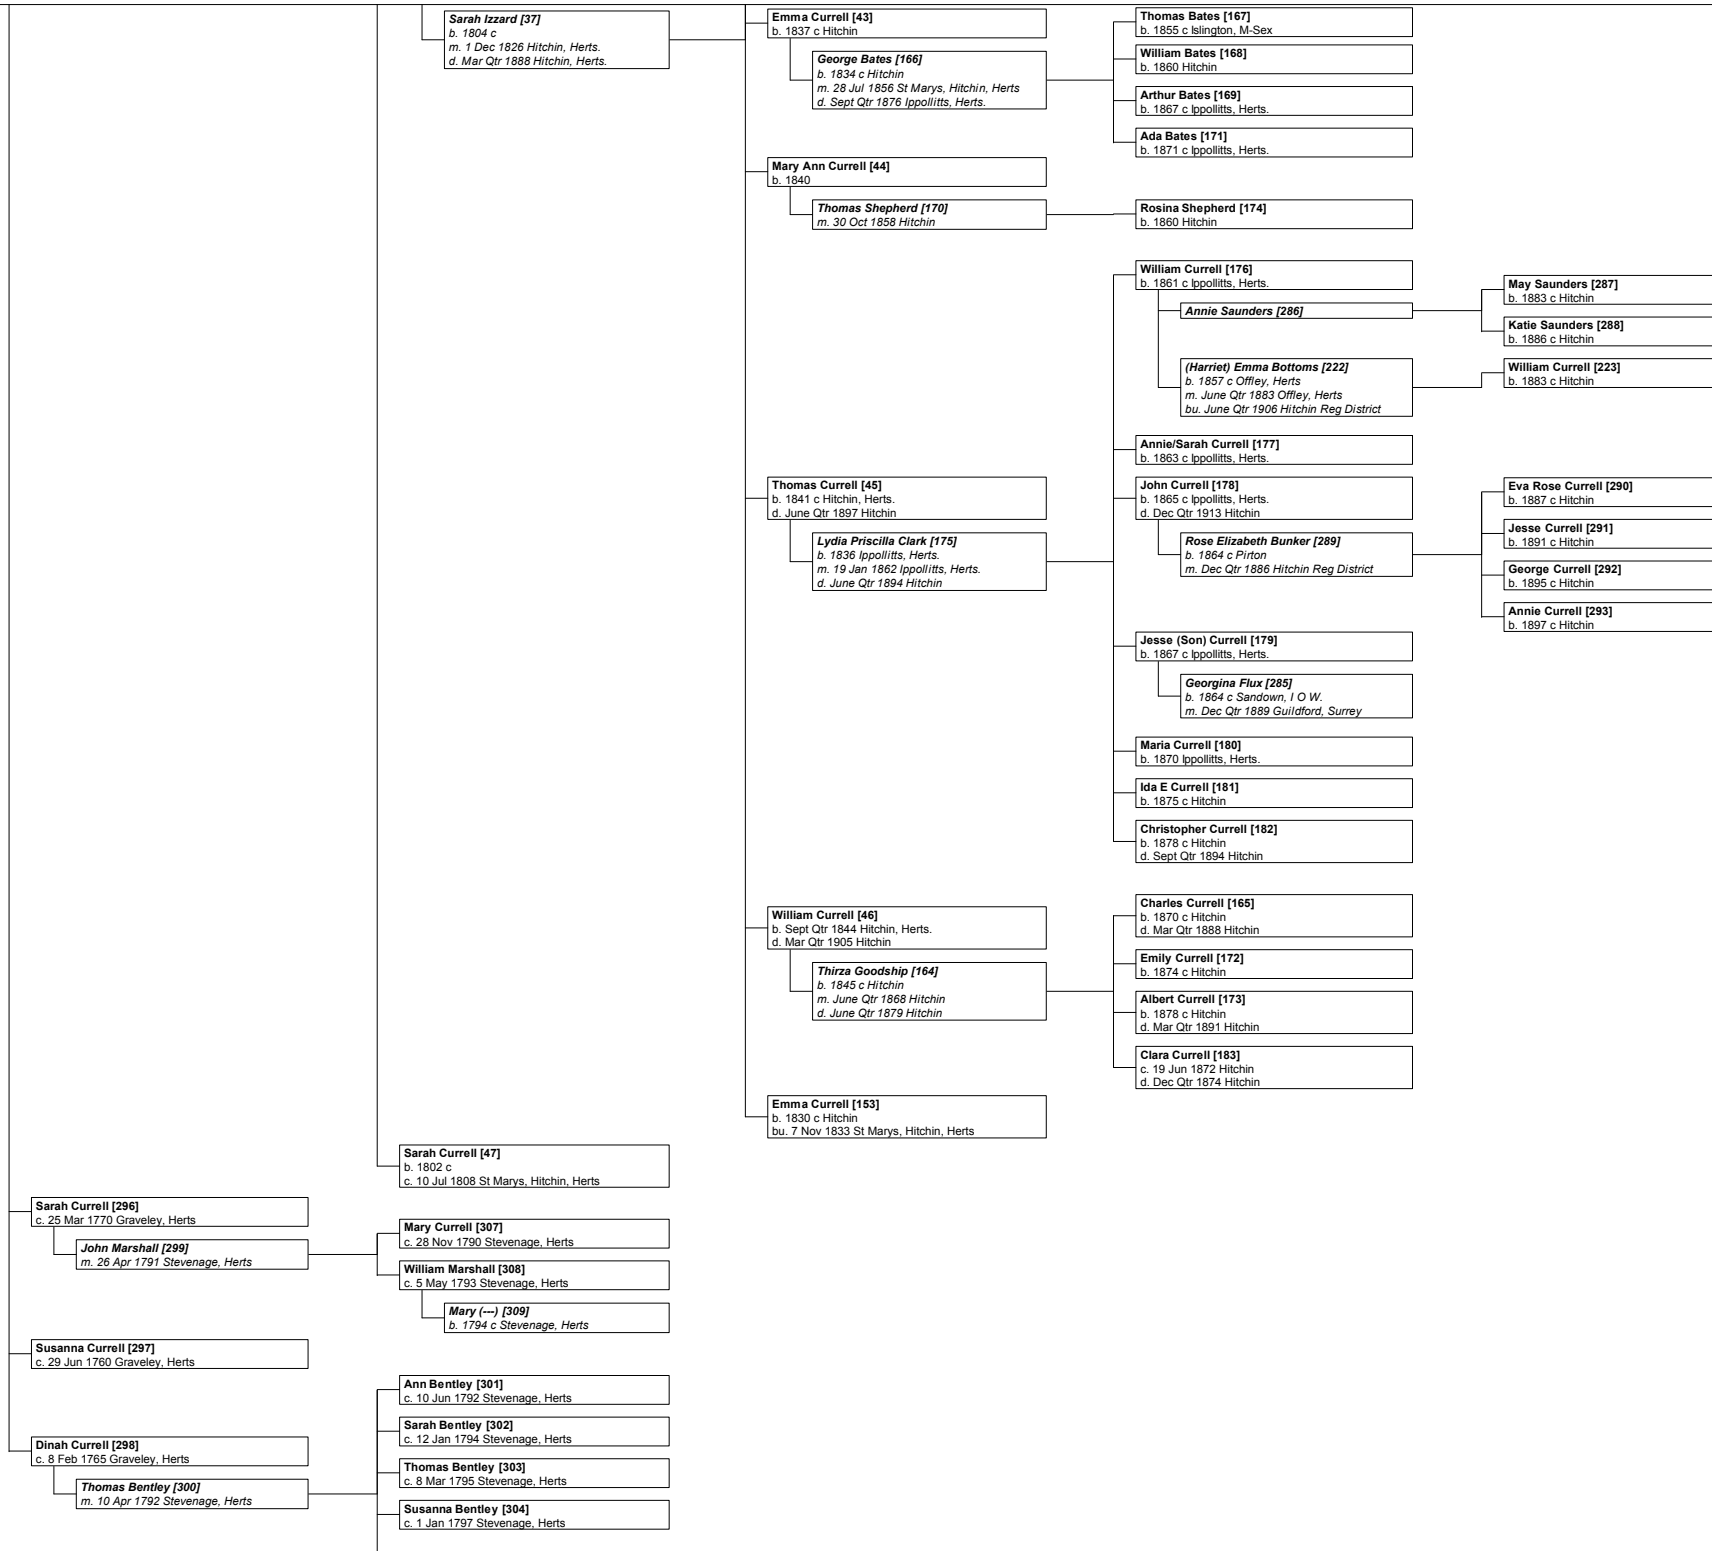 Sarah Izzard [37]
b. 1804 c
m. 1 Dec 1826 Hitchin, Herts.
d. Mar Qtr 1888 Hitchin, Herts.
Emma Currell [43]
b. 1837 c Hitchin
George Bates [166]
b. 1834 c Hitchin
m. 28 Jul 1856 St Marys, Hitchin, Herts
d. Sept Qtr 1876 Ippollitts, Herts.
Thomas Bates [167]
b. 1855 c Islington, M-Sex
William Bates [168]
b. 1860 Hitchin
Arthur Bates [169]
b. 1867 c Ippollitts, Herts.
Ada Bates [171]
b. 1871 c Ippollitts, Herts.
Mary Ann Currell [44]
b. 1840
Thomas Shepherd [170]
m. 30 Oct 1858 Hitchin
Rosina Shepherd [174]
b. 1860 Hitchin
Thomas Currell [45]
b. 1841 c Hitchin, Herts.
d. June Qtr 1897 Hitchin
Lydia Priscilla Clark [175]
b. 1836 Ippollitts, Herts.
m. 19 Jan 1862 Ippollitts, Herts.
d. June Qtr 1894 Hitchin
William Currell [176]
b. 1861 c Ippollitts, Herts.
Annie Saunders [286]
May Saunders [287]
b. 1883 c Hitchin
Katie Saunders [288]
b. 1886 c Hitchin
(Harriet) Emma Bottoms [222]
b. 1857 c Offley, Herts
m. June Qtr 1883 Offley, Herts
bu. June Qtr 1906 Hitchin Reg District
William Currell [223]
b. 1883 c Hitchin
Annie/Sarah Currell [177]
b. 1863 c Ippollitts, Herts.
John Currell [178]
b. 1865 c Ippollitts, Herts.
d. Dec Qtr 1913 Hitchin
Rose Elizabeth Bunker [289]
b. 1864 c Pirton
m. Dec Qtr 1886 Hitchin Reg District
Eva Rose Currell [290]
b. 1887 c Hitchin
Jesse Currell [291]
b. 1891 c Hitchin
George Currell [292]
b. 1895 c Hitchin
Annie Currell [293]
b. 1897 c Hitchin
Jesse (Son) Currell [179]
b. 1867 c Ippollitts, Herts.
Georgina Flux [285]
b. 1864 c Sandown, I O W.
m. Dec Qtr 1889 Guildford, Surrey
Maria Currell [180]
b. 1870 Ippollitts, Herts.
Ida E Currell [181]
b. 1875 c Hitchin
Christopher Currell [182]
b. 1878 c Hitchin
d. Sept Qtr 1894 Hitchin
William Currell [46]
b. Sept Qtr 1844 Hitchin, Herts.
d. Mar Qtr 1905 Hitchin
Thirza Goodship [164]
b. 1845 c Hitchin
m. June Qtr 1868 Hitchin
d. June Qtr 1879 Hitchin
Charles Currell [165]
b. 1870 c Hitchin
d. Mar Qtr 1888 Hitchin
Emily Currell [172]
b. 1874 c Hitchin
Albert Currell [173]
b. 1878 c Hitchin
d. Mar Qtr 1891 Hitchin
Clara Currell [183]
c. 19 Jun 1872 Hitchin
d. Dec Qtr 1874 Hitchin
Emma Currell [153]
b. 1830 c Hitchin
bu. 7 Nov 1833 St Marys, Hitchin, Herts
Sarah Currell [47]
b. 1802 c
c. 10 Jul 1808 St Marys, Hitchin, Herts
Sarah Currell [296]
c. 25 Mar 1770 Graveley, Herts
John Marshall [299]
m. 26 Apr 1791 Stevenage, Herts
Mary Currell [307]
c. 28 Nov 1790 Stevenage, Herts
William Marshall [308]
c. 5 May 1793 Stevenage, Herts
Mary (---) [309]
b. 1794 c Stevenage, Herts
Susanna Currell [297]
c. 29 Jun 1760 Graveley, Herts
Dinah Currell [298]
c. 8 Feb 1765 Graveley, Herts
Thomas Bentley [300]
m. 10 Apr 1792 Stevenage, Herts
Ann Bentley [301]
c. 10 Jun 1792 Stevenage, Herts
Sarah Bentley [302]
c. 12 Jan 1794 Stevenage, Herts
Thomas Bentley [303]
c. 8 Mar 1795 Stevenage, Herts
Susanna Bentley [304]
c. 1 Jan 1797 Stevenage, Herts